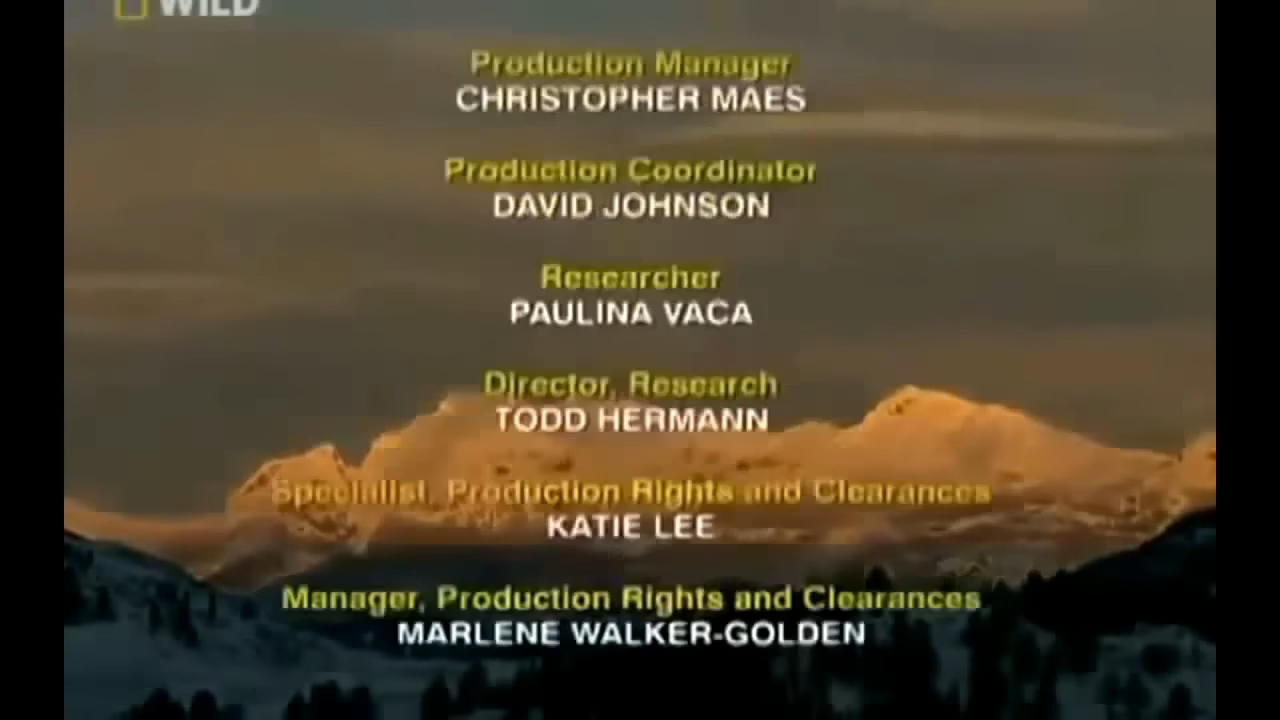 WILD
Production Manager
CHRISTOPHER MAES
Production Coordinator
DAVID JOHNSON
Researcher
PAULINA VACA
Director, Research
TODD HERMANN
Specialist, Production Rights and Clearances
KATIE LEE
Manager, Production Rights and Clearances
MARLENE WALKER-GOLDEN